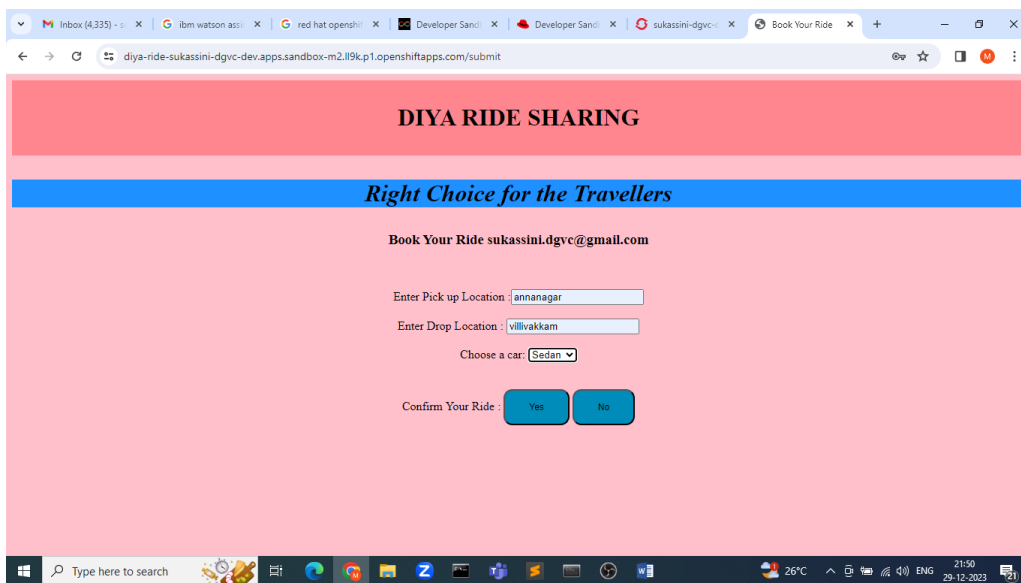 Inbox (4,335) - s
ibm watson assi
red hat openshif
Developer Sand
Developer Sand
sukassini-dgvc-d
Book Your Ride
diya-ride-sukassini-dgvc-dev.apps.sandbox-m2.ll9k.p1.openshiftapps.com/submit
M
DIYA RIDE SHARING
Right Choice for the Travellers
Book Your Ride sukassini.dgvc@gmail.com
Enter Pick up Location : annanagar
Enter Drop Location : villivakkam
Choose a car: Sedan
Confirm Your Ride : Yes No
Type here to search
26°C
ENG
21:50
29-12-2023
21